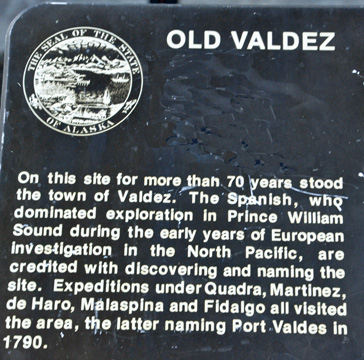 THE SEAL OF THE STATE
OF ALASKA
OLD VALDEZ
On this site for more than 70 years stood
the town of Valdez. The Spanish, who
dominated exploration in Prince William
Sound during the early years of European
investigation in the North Pacific, are
credited with discovering and naming the
site. Expeditions under Quadra, Martinez,
de Haro, Malaspina and Fidalgo all visited
the area, the latter naming Port Valdes in
1790.